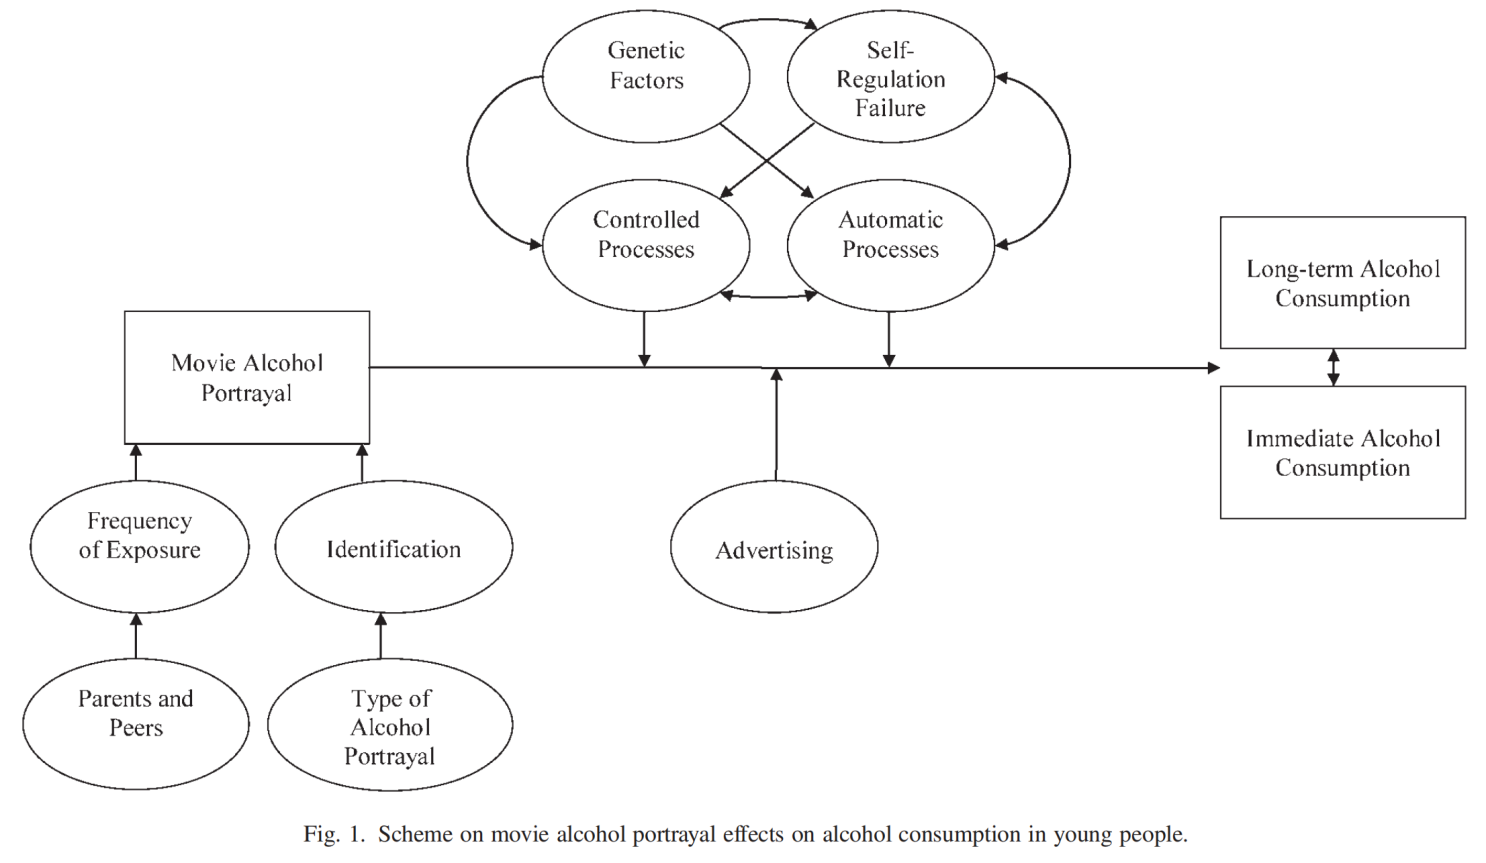 Genetic
Factors
Self-
Regulation
Failure
Controlled
Processes
Automatic
Processes
Long-term Alcohol
Consumption
Movie Alcohol
Portrayal
Immediate Alcohol
Consumption
Frequency
of Exposure
Identification
Advertising
Parents and
Peers
Type of
Alcohol
Portrayal
Fig. 1. Scheme on movie alcohol portrayal effects on alcohol consumption in young people.